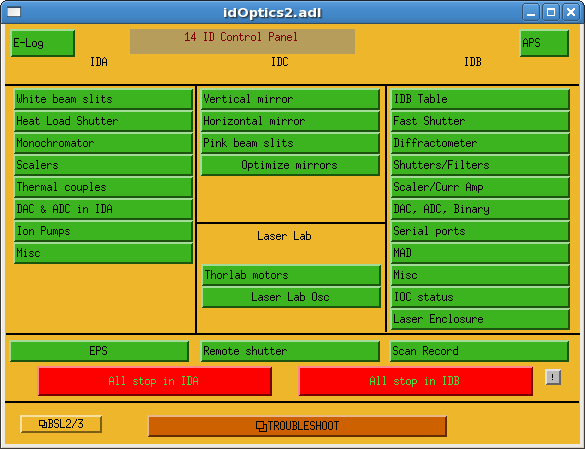 idOptics2.adl
E-Log
14 ID Control Panel
APS
IDA
IDC
IDB
White beam slits
Heat Load Shutter
Monochromator
Scalers
Thermal couples
DAC & ADC in IDA
Ion Pumps
Misc
Vertical mirror
Horizontal mirror
Pink beam slits
Optimize mirrors
Laser Lab
Thorlab motors
Laser Lab Osc
IDB Table
Fast Shutter
Diffractometer
Shutters/Filters
Scaler/Curr Amp
DAC, ADC, Binary
Serial ports
MAD
Misc
IOC status
Laser Enclosure
EPS
Remote shutter
Scan Record
All stop in IDA
All stop in IDB
!
BSL2/3
TROUBLESHOOT